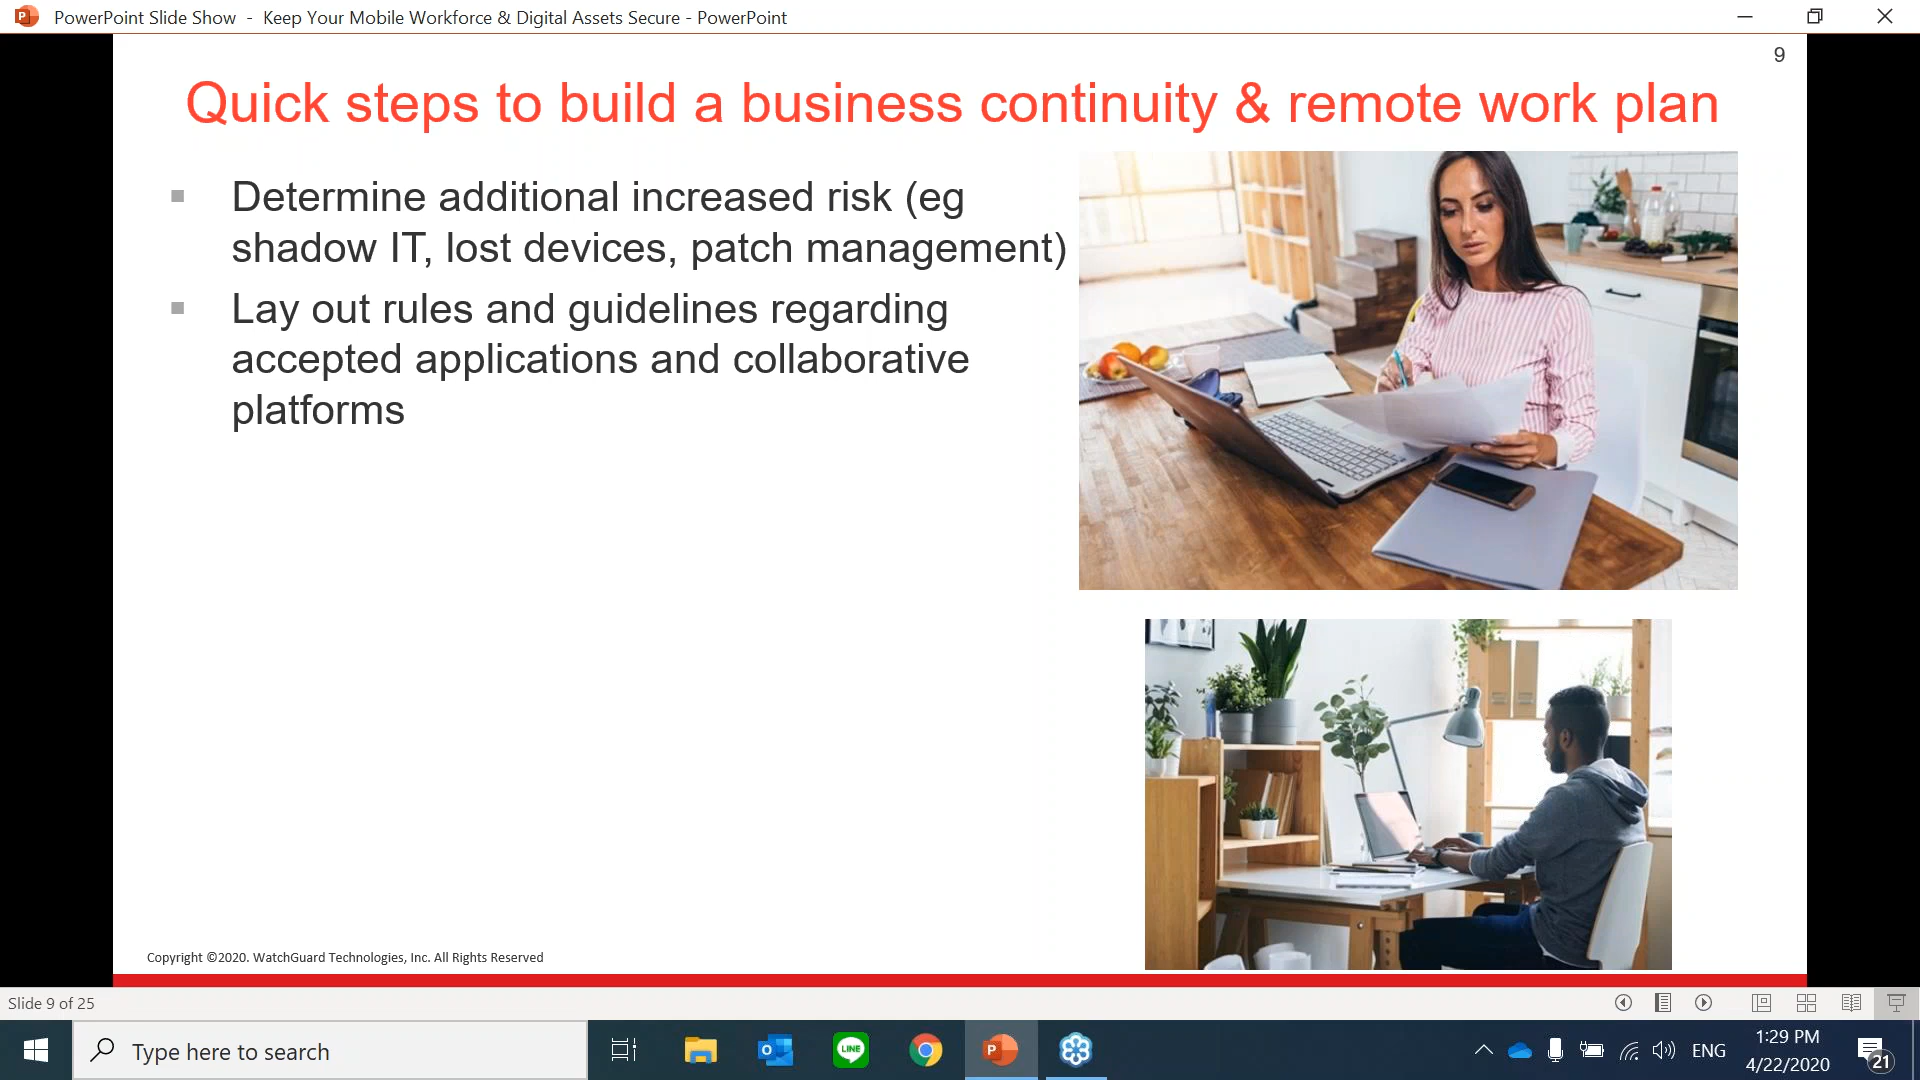 PowerPoint Slide Show - Keep Your Mobile Workforce & Digital Assets Secure - PowerPoint
9
Quick steps to build a business continuity & remote work plan
Determine additional increased risk (eg
shadow IT, lost devices, patch management)
Lay out rules and guidelines regarding
accepted applications and collaborative
platforms
Copyright ©2020. WatchGuard Technologies, Inc. All Rights Reserved
Slide 9 of 25
Type here to search
LINE
ENG
1:29 PM
4/22/2020
21